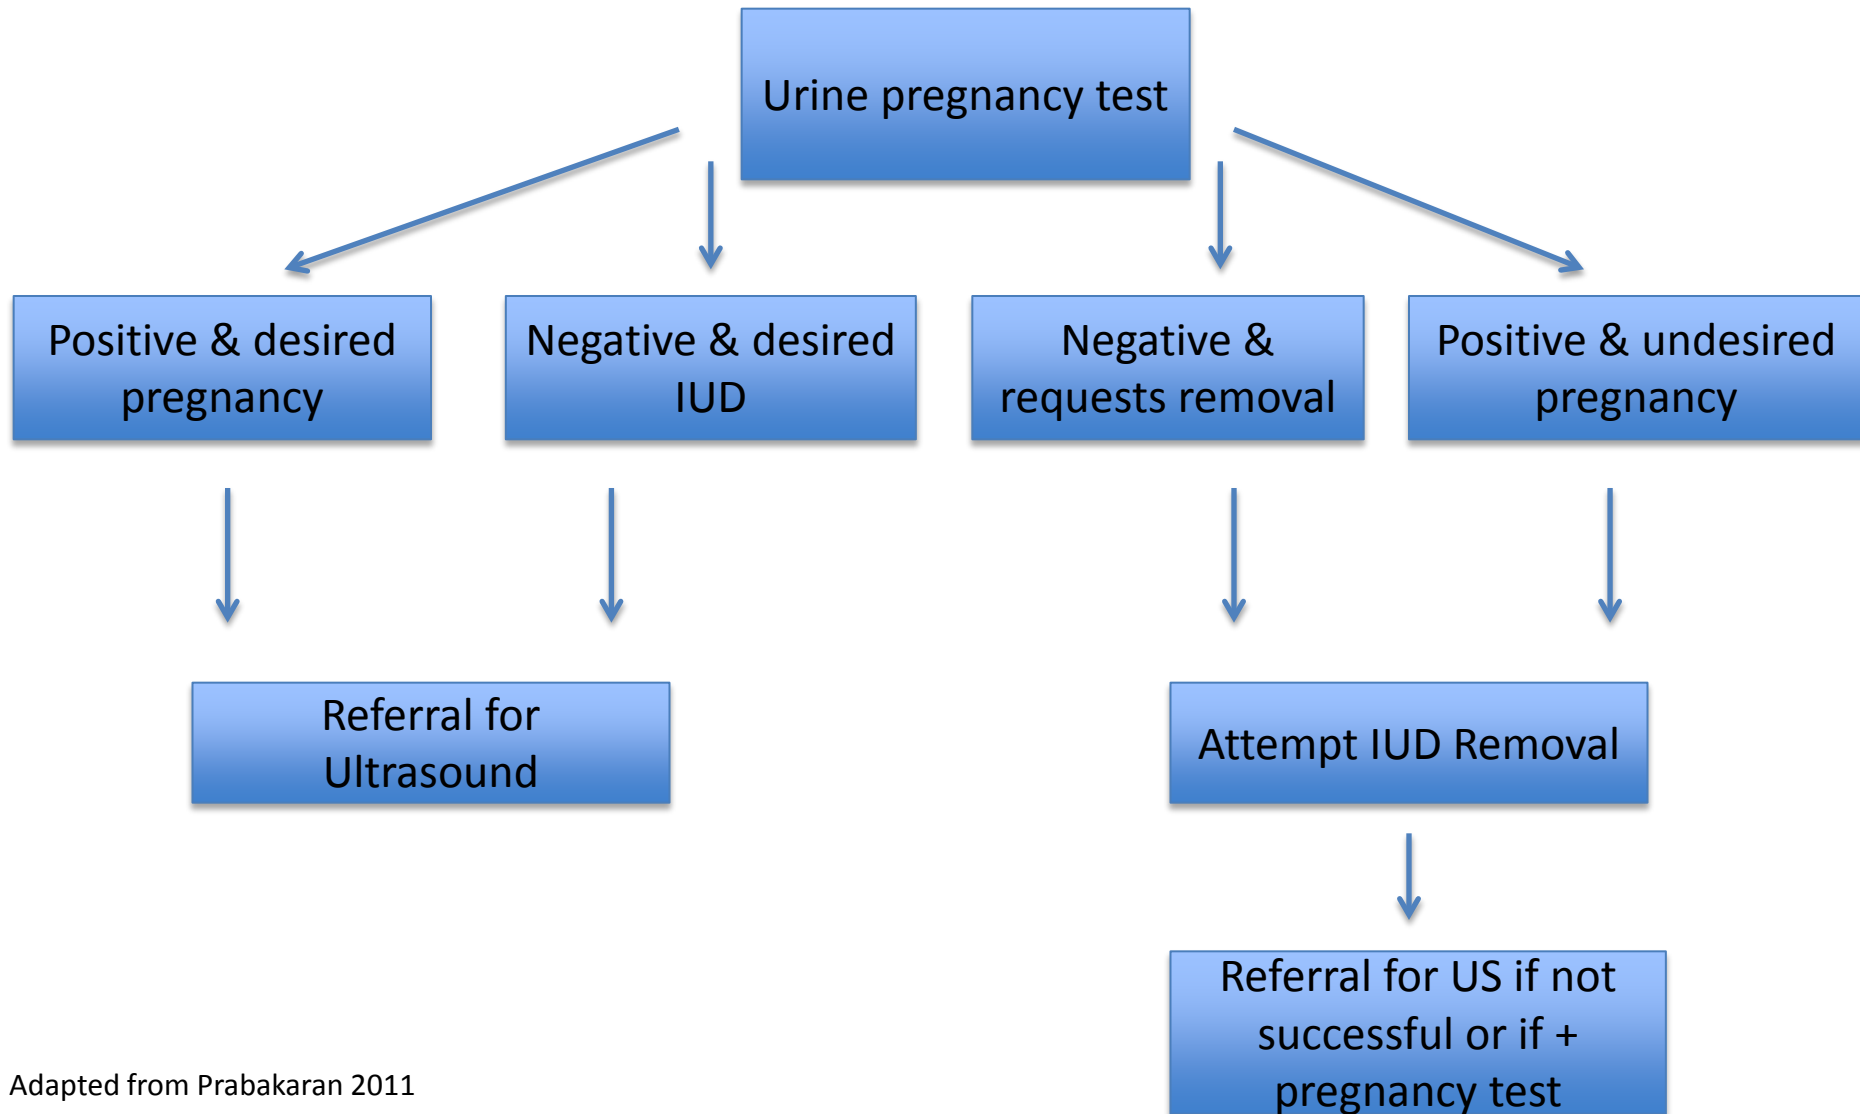 Urine pregnancy test
Positive & desired
pregnancy
Negative & desired
IUD
Negative &
requests removal
Positive & undesired
pregnancy
Referral for
Ultrasound
Attempt IUD Removal
Referral for US if not
successful or if +
pregnancy test
Adapted from Prabakaran 2011